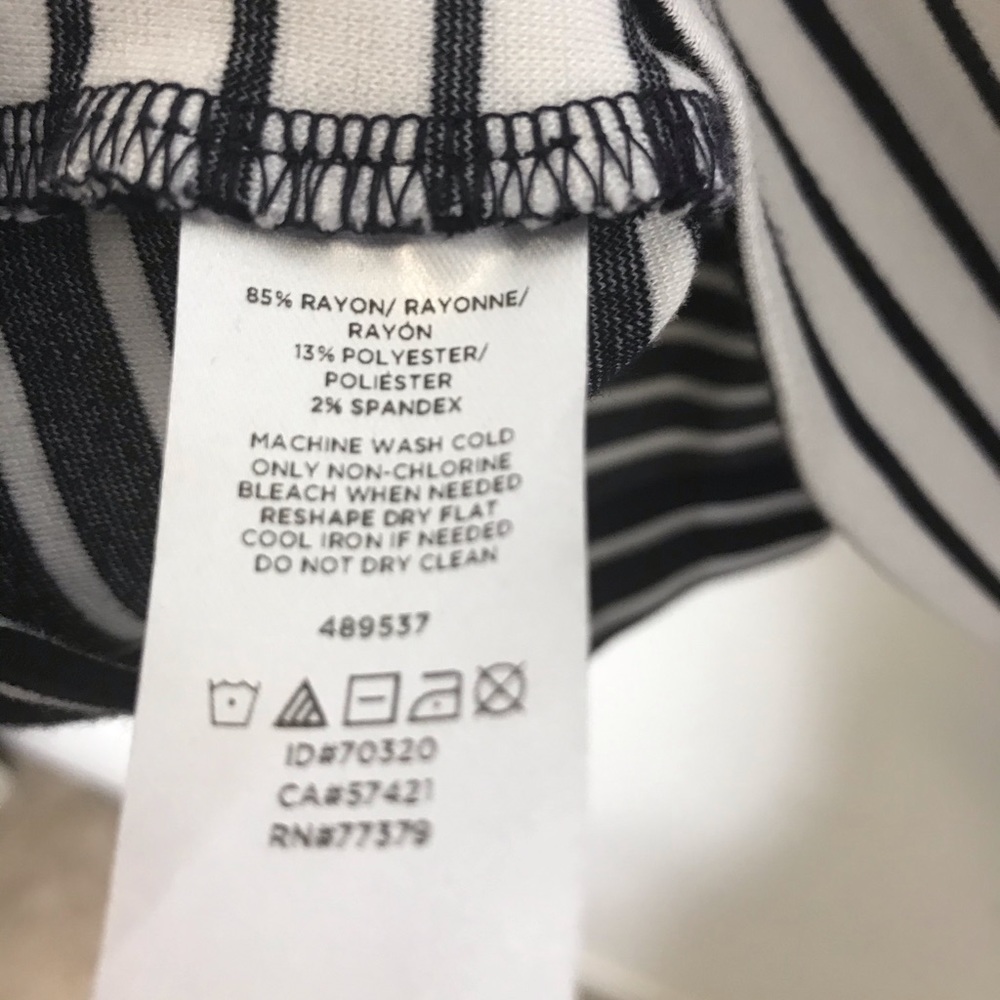 85% RAYON/ RAYONNE/
RAYÓN
13% POLYESTER/
POLIÉSTER
2% SPANDEX
MACHINE WASH COLD
ONLY NON-CHLORINE
BLEACH WHEN NEEDED
RESHAPE DRY FLAT
COOL IRON IF NEEDED
DO NOT DRY CLEAN
489537
ID#70320
CA#57421
RN#77379